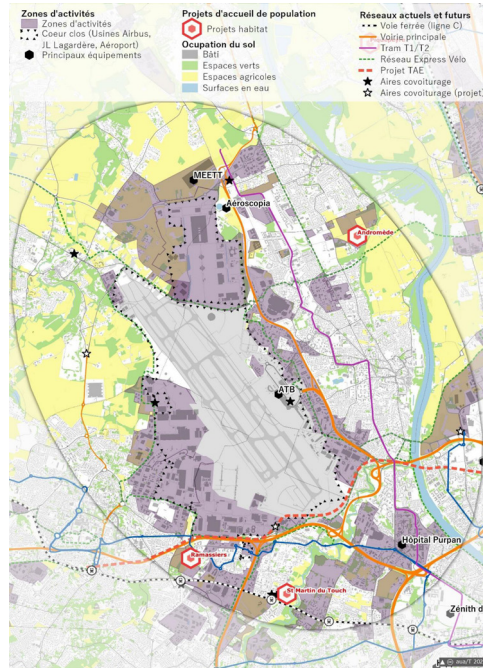 Zones d'activités
Zones d'activités
Coeur clos (Usines Airbus,
JL Lagardère, Aéroport)
Principaux équipements
Projets d'accueil de population
Projets habitat
Ocupation du sol
Bâti
Espaces verts
Espaces agricoles
Surfaces en eau
Réseaux actuels et futurs
Voie ferrée (ligne C)
Voirie principale
Tram T1/T2
Réseau Express Vélo
Projet TAE
Aires covoiturage
Aires covoiturage (projet)
MEETT
Aéroscopia
Andromède
ATB
Hôpital Purpan
Ramassiers
St Martin du Touch
Zénith d
aua/T 202